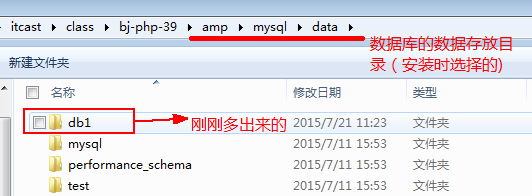 itcast ▸ class ▸ bj-php-39 ▸ amp ▸ mysql ▸ data ▸
数据库的数据存放目
录（安装时选择的)
新建文件夹
名称 修改日期 类型
db1 刚刚多出来的 2015/7/21 11:23 文件夹
mysql 2015/7/11 15:53 文件夹
performance_schema 2015/7/11 15:53 文件夹
test 2015/7/11 15:53 文件夹